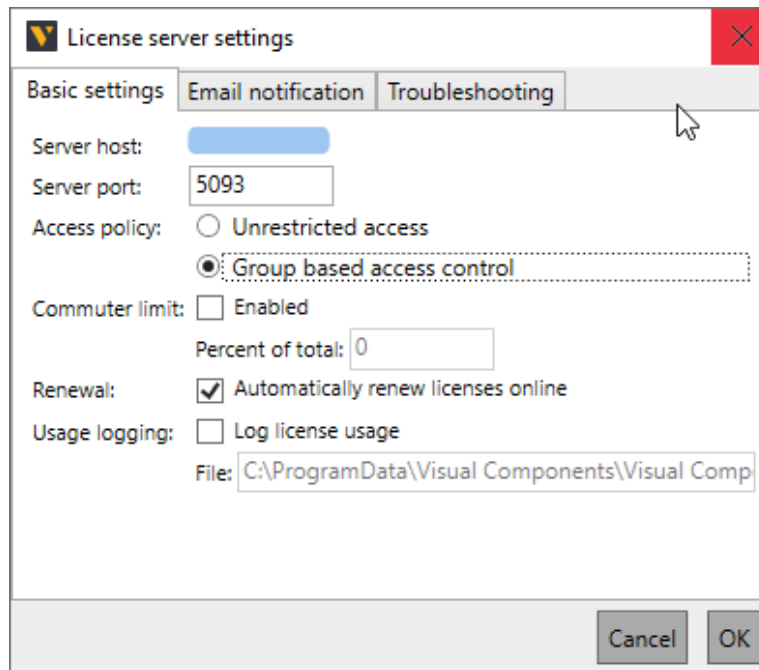 License server settings
Basic settings Email notification Troubleshooting
Server host:
Server port: 5093
Access policy: Unrestricted access
Group based access control
Commuter limit: Enabled
Percent of total: 0
Renewal: Automatically renew licenses online
Usage logging: Log license usage
File: C:\ProgramData\Visual Components\Visual Comp
Cancel OK